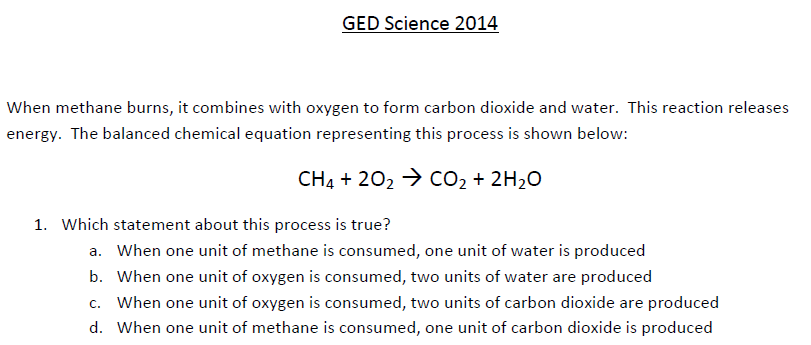 GED Science 2014
When methane burns, it combines with oxygen to form carbon dioxide and water. This reaction releases
energy. The balanced chemical equation representing this process is shown below:
CH₄ + 2O₂ → CO₂ + 2H₂O
1. Which statement about this process is true?
a. When one unit of methane is consumed, one unit of water is produced
b. When one unit of oxygen is consumed, two units of water are produced
c. When one unit of oxygen is consumed, two units of carbon dioxide are produced
d. When one unit of methane is consumed, one unit of carbon dioxide is produced